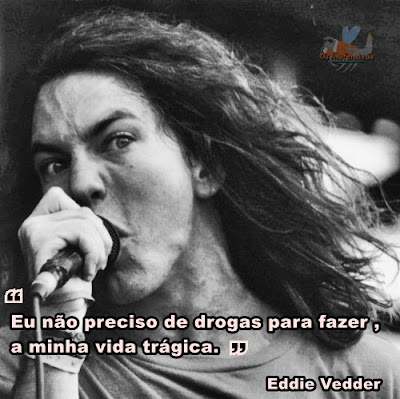 Eu não preciso de drogas para fazer ,
a minha vida trágica.
Eddie Vedder